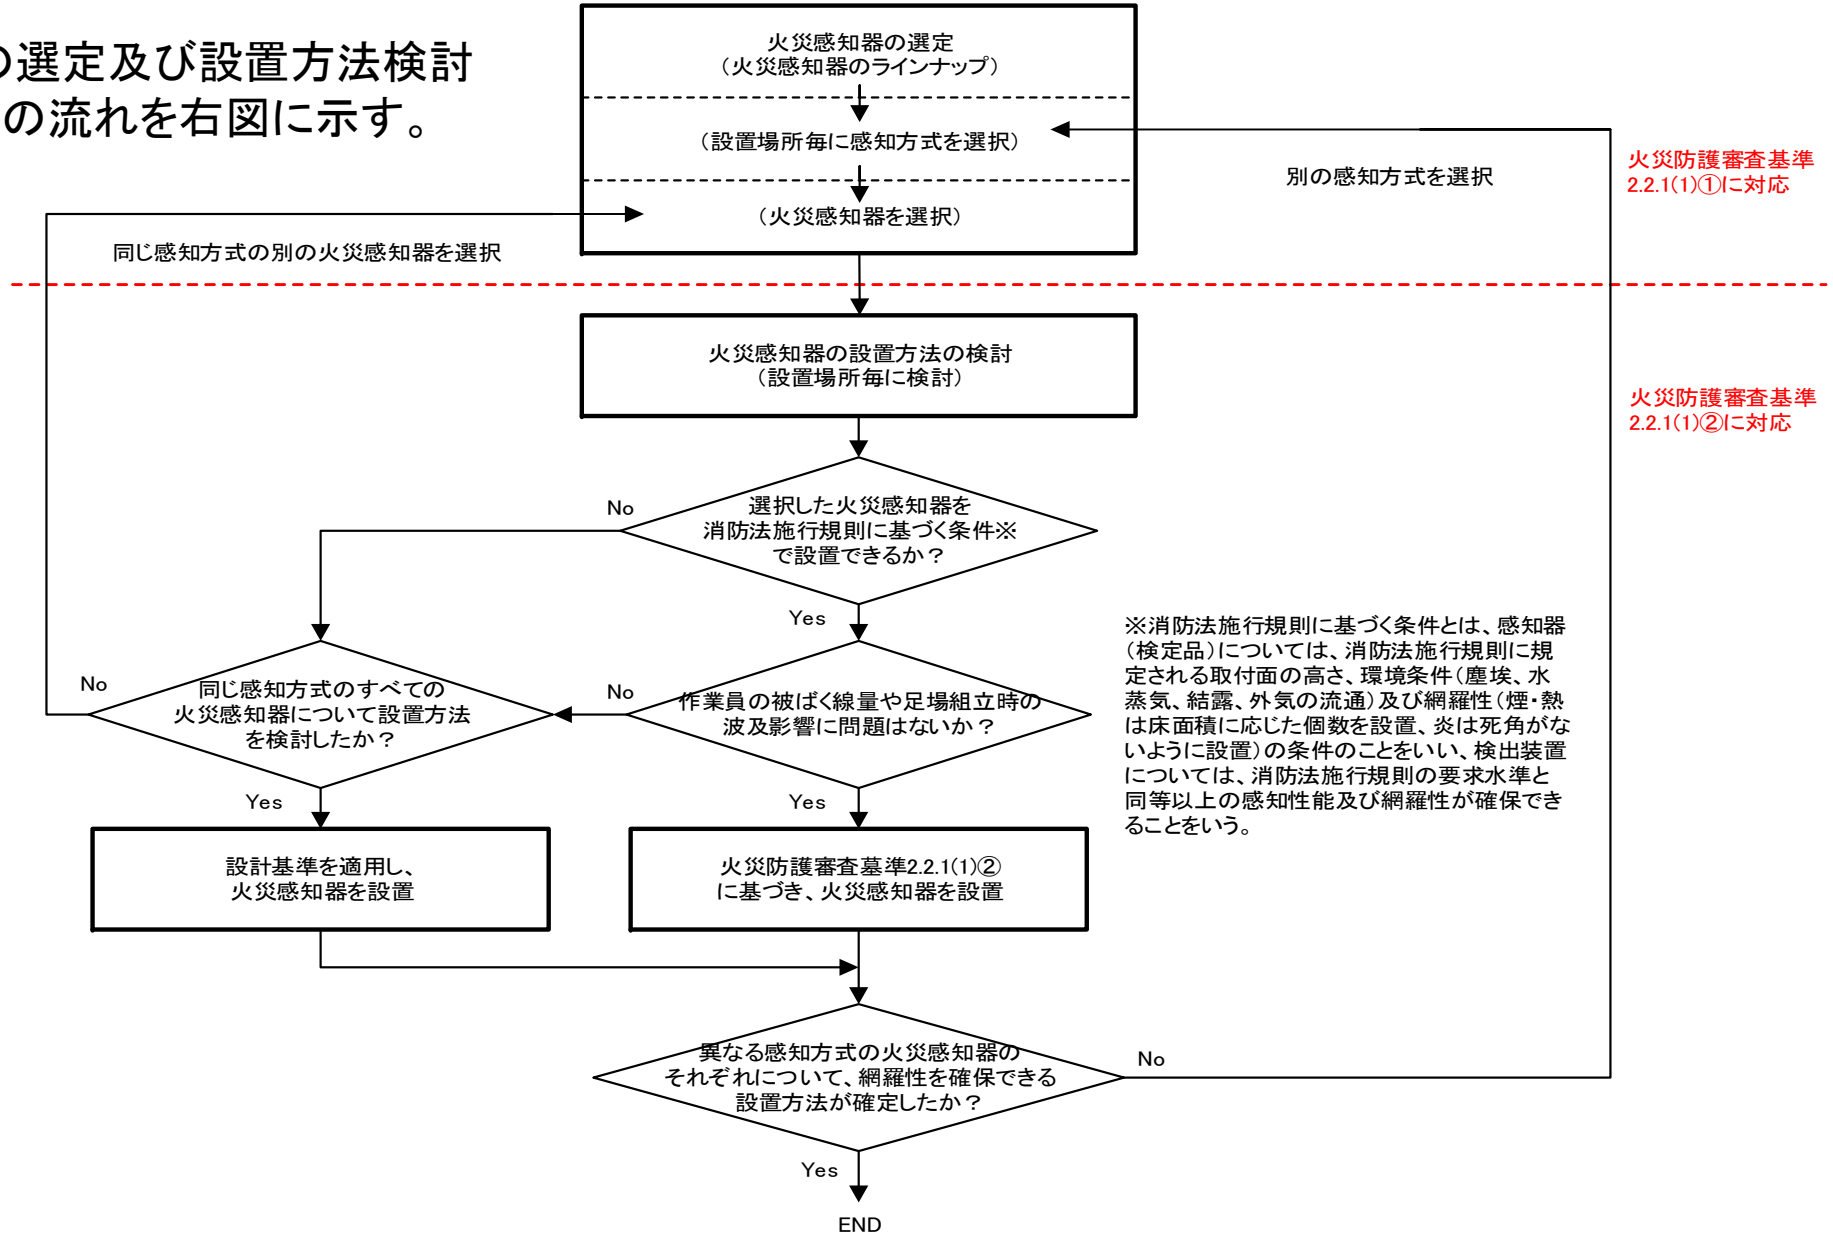 の選定及び設置方法検討
の流れを右図に示す。
火災感知器の選定
（火災感知器のラインナップ）
（設置場所毎に感知方式を選択）
（火災感知器を選択）
別の感知方式を選択
火災防護審査基準
2.2.1(1)①に対応
同じ感知方式の別の火災感知器を選択
火災感知器の設置方法の検討
（設置場所毎に検討）
火災防護審査基準
2.2.1(1)②に対応
No
選択した火災感知器を
消防法施行規則に基づく条件※
で設置できるか？
Yes
※消防法施行規則に基づく条件とは、感知器
（検定品）については、消防法施行規則に規
定される取付面の高さ、環境条件（塵埃、水
蒸気、結露、外気の流通）及び網羅性（煙・熱
は床面積に応じた個数を設置、炎は死角がな
いように設置）の条件のことをいい、検出装置
については、消防法施行規則の要求水準と
同等以上の感知性能及び網羅性が確保でき
ることをいう。
No
同じ感知方式のすべての
火災感知器について設置方法
を検討したか？
No
作業員の被ばく線量や足場組立時の
波及影響に問題はないか？
Yes
Yes
設計基準を適用し、
火災感知器を設置
火災防護審査墓準2.2.1(1)②
に基づき、火災感知器を設置
異なる感知方式の火災感知器の
それぞれについて、網羅性を確保できる
設置方法が確定したか？
No
Yes
END